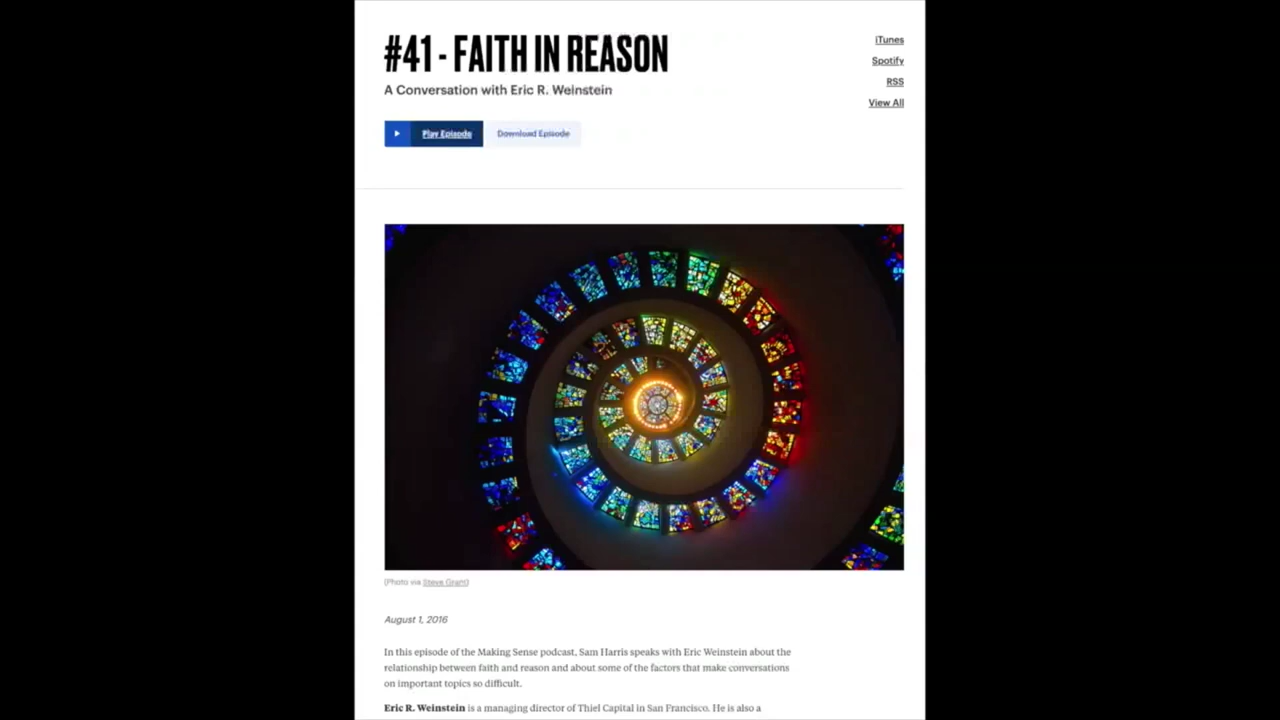 #41 - FAITH IN REASON
A Conversation with Eric R. Weinstein
iTunes
Spotify
RSS
View All
Play Episode
Download Episode
(Photo via Steve Grant)
August 1, 2016
In this episode of the Making Sense podcast, Sam Harris speaks with Eric Weinstein about the
relationship between faith and reason and about some of the factors that make conversations
on important topics so difficult.
Eric R. Weinstein is a managing director of Thiel Capital in San Francisco. He is also a